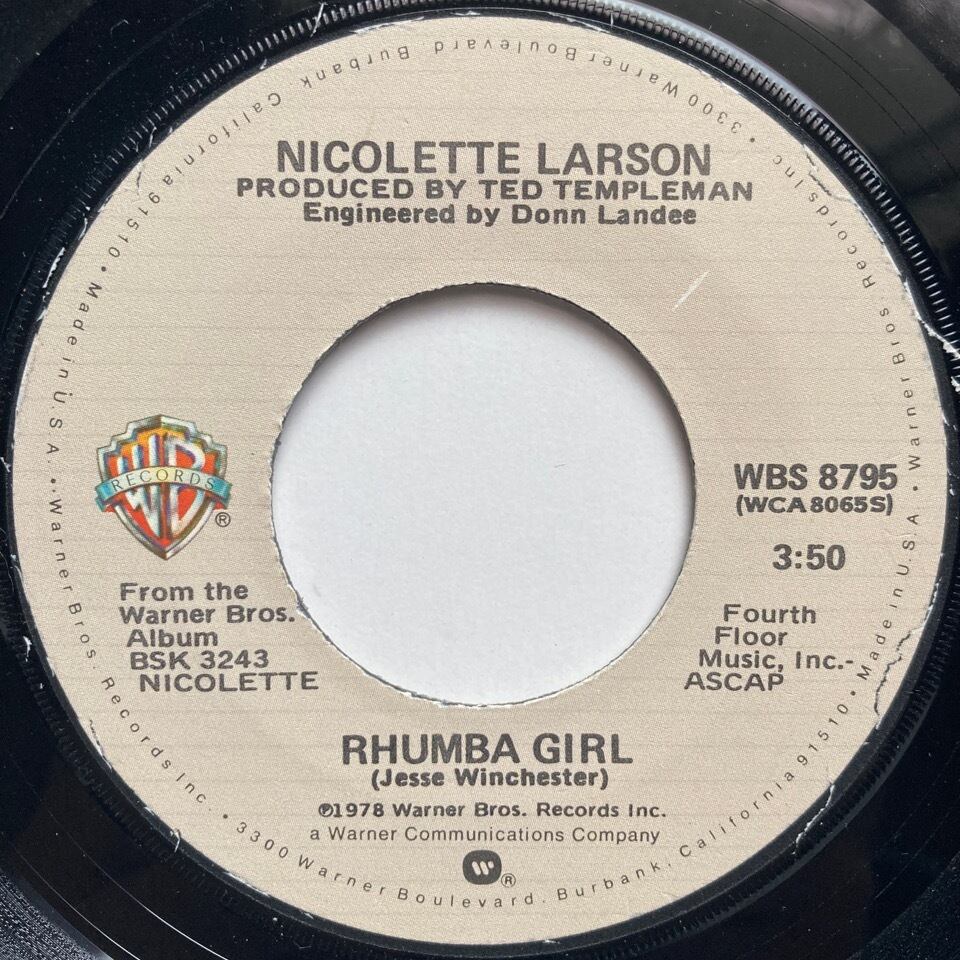 NICOLETTE LARSON
PRODUCED BY TED TEMPLEMAN
Engineered by Donn Landee
WB
RECORDS
®
WBS 8795
(WCA 8065S)
3:50
From the
Warner Bros.
Album
BSK 3243
NICOLETTE
Fourth
Floor
Music, Inc.-
ASCAP
RHUMBA GIRL
(Jesse Winchester)
℗1978 Warner Bros. Records Inc.
a Warner Communications Company
®
Warner Bros. Records Inc. • 3300 Warner Boulevard. Burbank, California 91510 • Made in U.S.A. •
Warner Bros. Records Inc. • 3300 Warner Boulevard. Burbank, California 91510 • Made in U.S.A. •